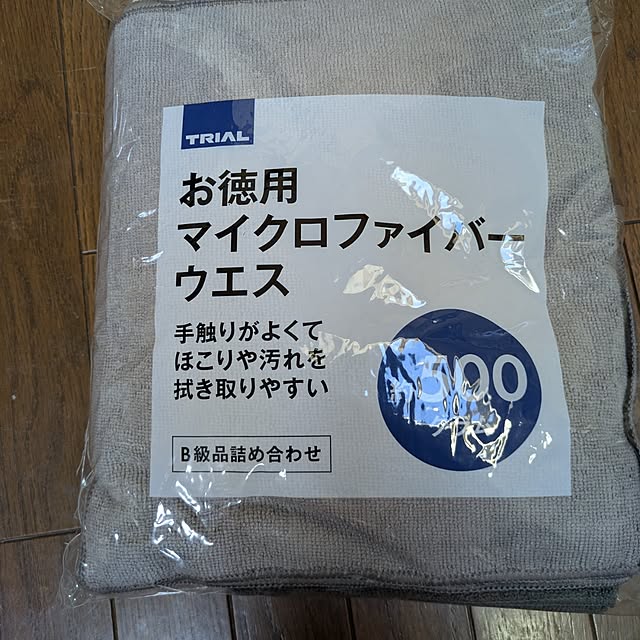 TRIAL
お徳用
マイクロファイバー
ウエス
手触りがよくて
ほこりや汚れを
拭き取りやすい
B級品詰め合わせ